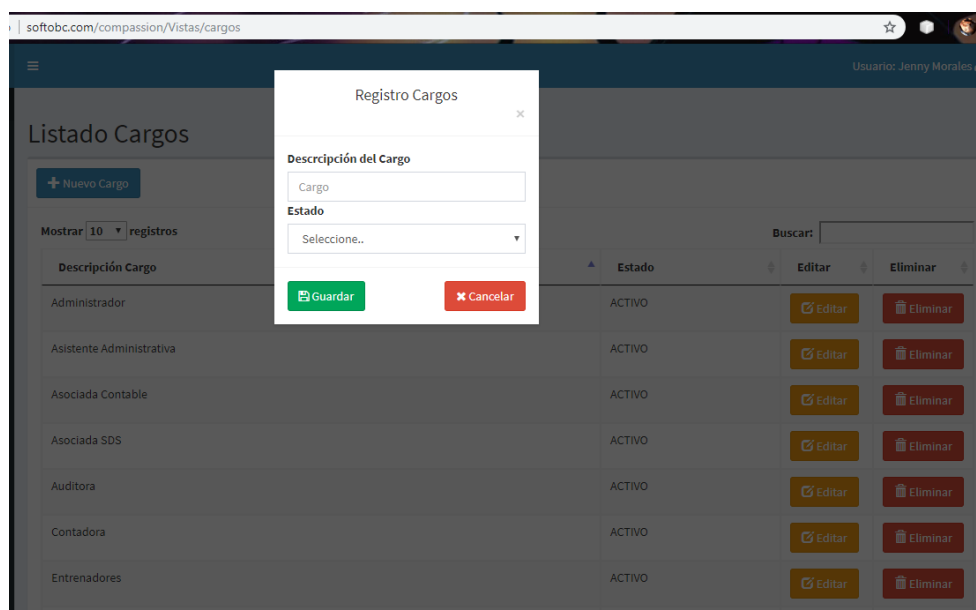 softobc.com/compassion/Vistas/cargos
Usuario: Jenny Morales
Registro Cargos
×
Listado Cargos
Descrcipción del Cargo
Nuevo Cargo
Cargo
Estado
Mostrar 10 registros
Buscar:
Seleccione..
Descripción Cargo Estado Editar Eliminar
Guardar Cancelar
Administrador ACTIVO Editar Eliminar
Asistente Administrativa ACTIVO Editar Eliminar
Asociada Contable ACTIVO Editar Eliminar
Asociada SDS ACTIVO Editar Eliminar
Auditora ACTIVO Editar Eliminar
Contadora ACTIVO Editar Eliminar
Entrenadores ACTIVO Editar Eliminar